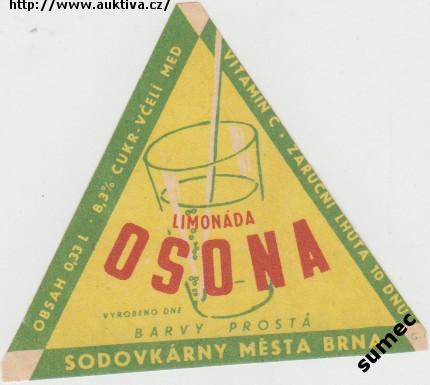 http://www.auktiva.cz/
OBSAH 0,33 L · 8,3% CUKR - VČELÍ MED
VITAMIN C · ZÁRUČNÍ LHŮTA 10 DNŮ
LIMONÁDA
OSONA
VYROBENO DNE
BARVY PROSTÁ
SODOVKÁRNY MĚSTA BRNA
sumec